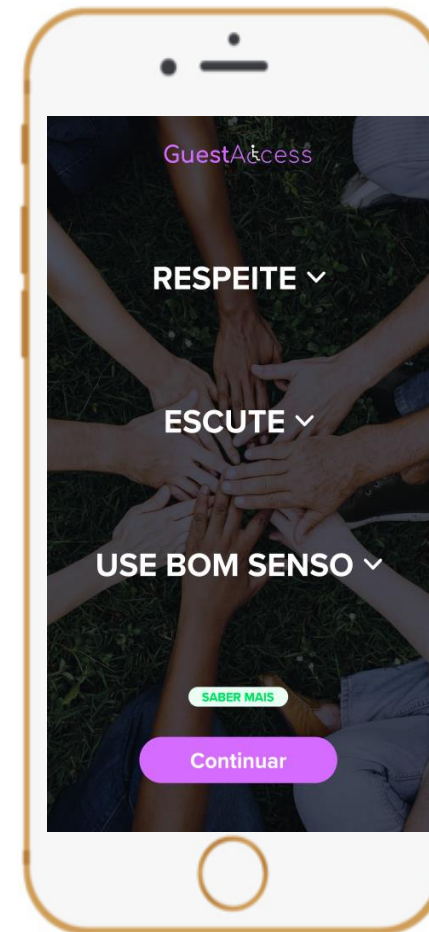 GuestAccess
RESPEITE
ESCUTE
USE BOM SENSO
SABER MAIS
Continuar